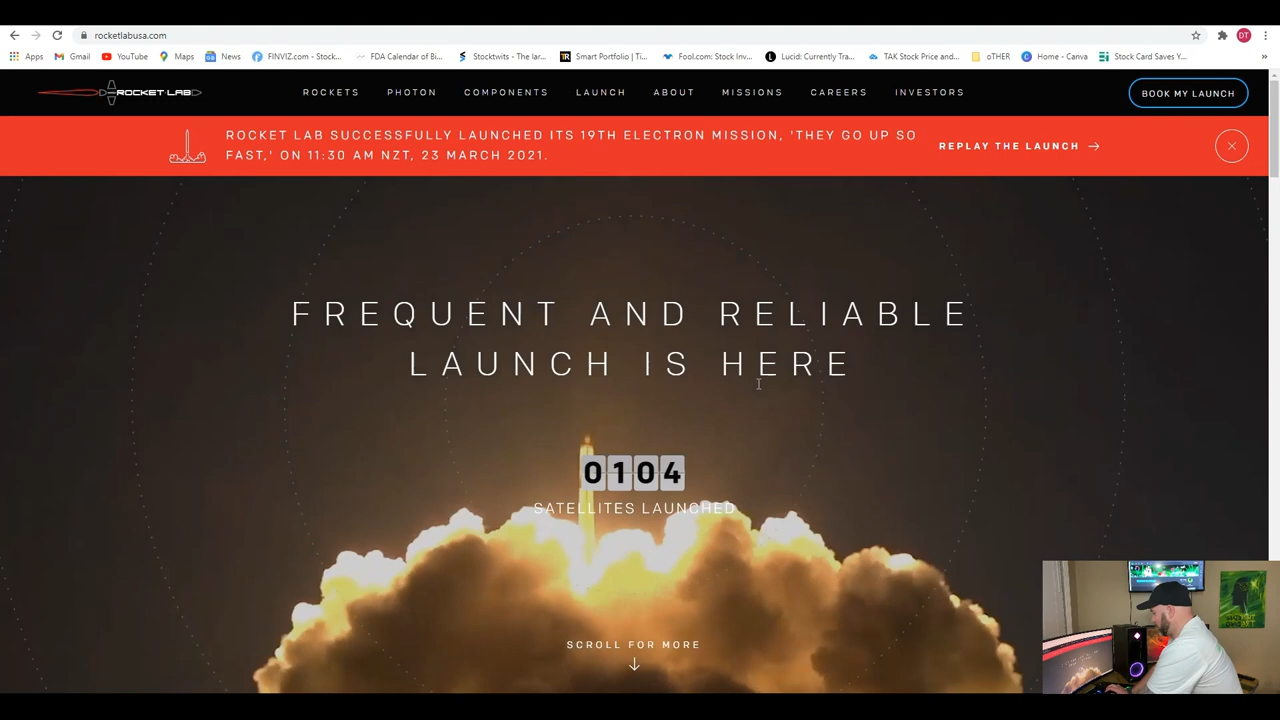 rocketlabusa.com
DT
Apps
Gmail
YouTube
Maps
News
FINVIZ.com - Stock...
FDA Calendar of Bi...
Stocktwits - The lar...
Smart Portfolio | Ti...
Fool.com: Stock Inv...
Lucid: Currently Tra...
TAK Stock Price and...
oTHER
Home - Canva
Stock Card Saves Y...
»
ROCKET LAB
ROCKETS
PHOTON
COMPONENTS
LAUNCH
ABOUT
MISSIONS
CAREERS
INVESTORS
BOOK MY LAUNCH
ROCKET LAB SUCCESSFULLY LAUNCHED ITS 19TH ELECTRON MISSION, 'THEY GO UP SO
FAST,' ON 11:30 AM NZT, 23 MARCH 2021.
REPLAY THE LAUNCH
FREQUENT AND RELIABLE
LAUNCH IS HERE
0104
SATELLITES LAUNCHED
SCROLL FOR MORE